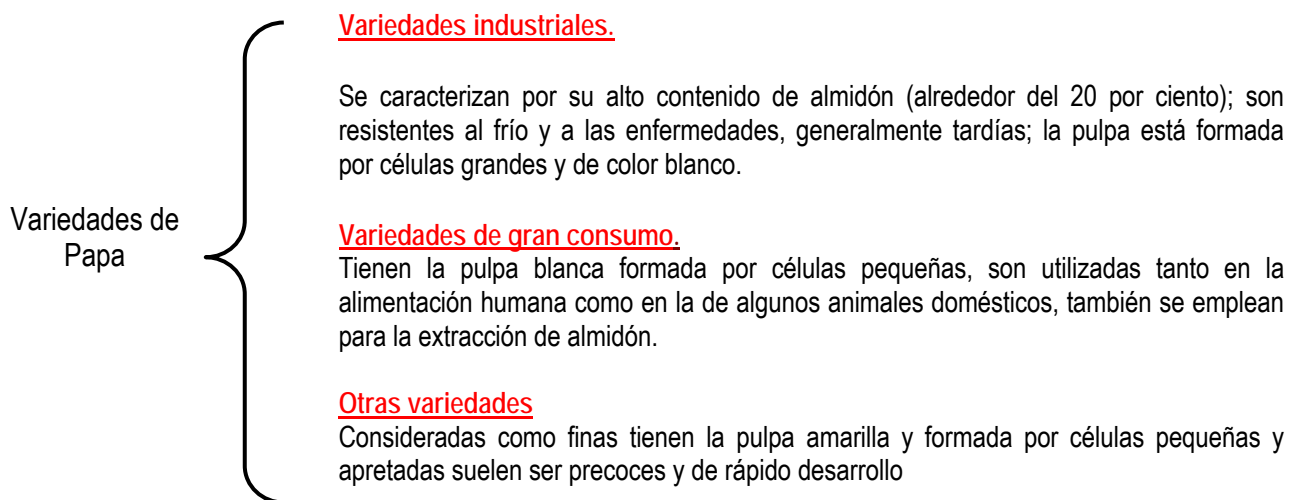 Variedades industriales.
Se caracterizan por su alto contenido de almidón (alrededor del 20 por ciento); son
resistentes al frío y a las enfermedades, generalmente tardías; la pulpa está formada
por células grandes y de color blanco.
Variedades de
Papa
Variedades de gran consumo.
Tienen la pulpa blanca formada por células pequeñas, son utilizadas tanto en la
alimentación humana como en la de algunos animales domésticos, también se emplean
para la extracción de almidón.
Otras variedades
Consideradas como finas tienen la pulpa amarilla y formada por células pequeñas y
apretadas suelen ser precoces y de rápido desarrollo